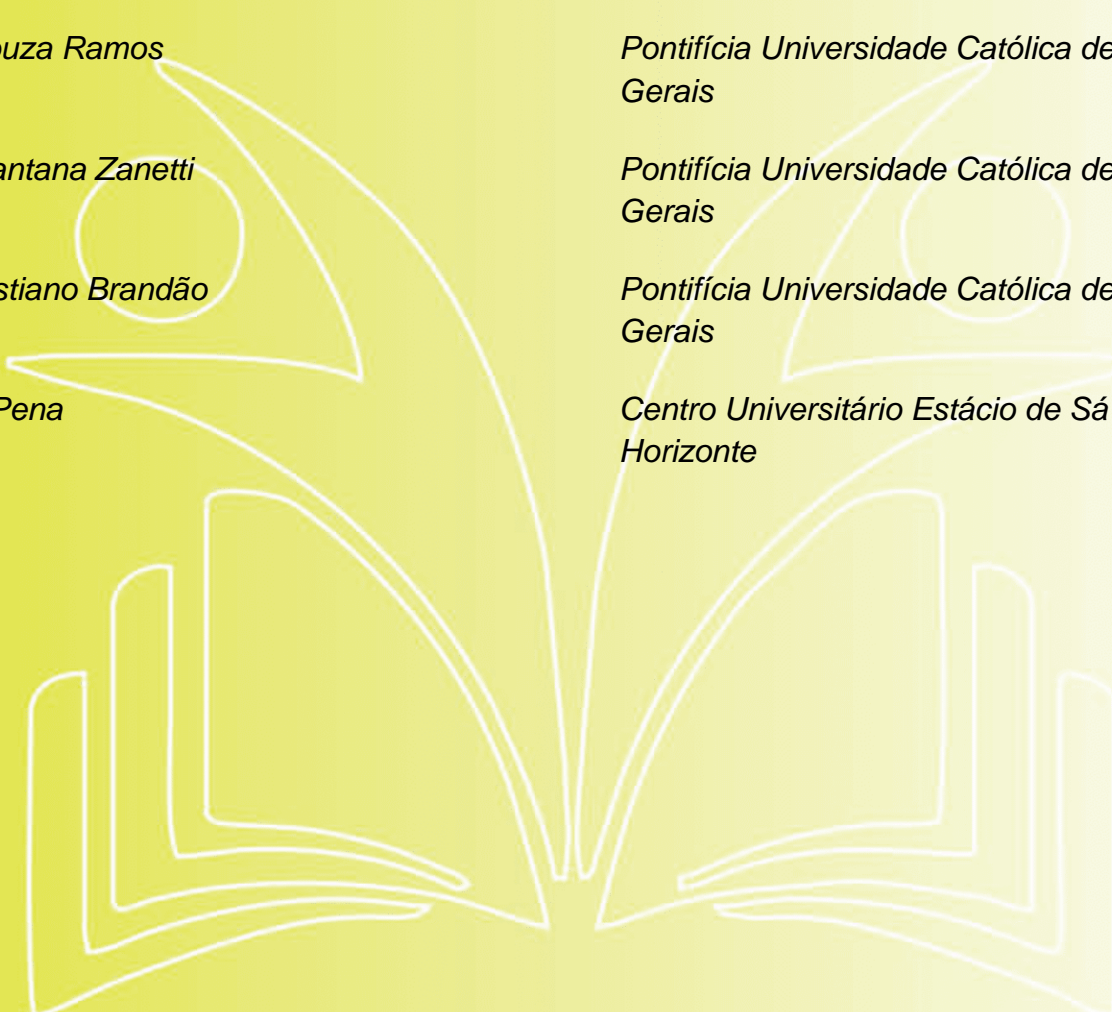 ouza Ramos Pontifícia Universidade Católica de
Gerais
antana Zanetti Pontifícia Universidade Católica de
Gerais
stiano Brandão Pontifícia Universidade Católica de
Gerais
Pena Centro Universitário Estácio de Sá
Horizonte